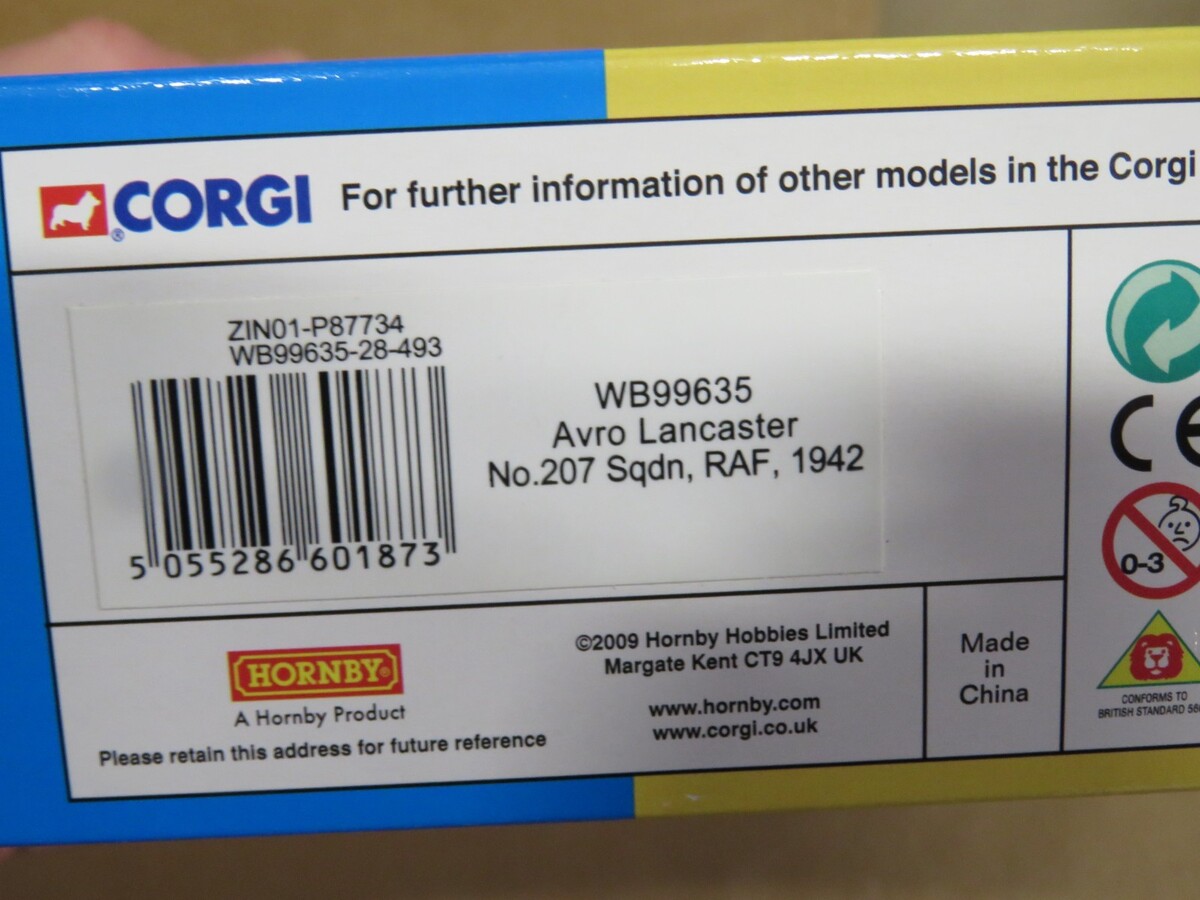 CORGI For further information of other models in the Corgi
ZIN01-P87734
WB99635-28-493
5 055286 601873
WB99635
Avro Lancaster
No.207 Sqdn, RAF, 1942
CE
0-3
CONFORMS TO
BRITISH STANDARD
HORNBY
A Hornby Product
Please retain this address for future reference
©2009 Hornby Hobbies Limited
Margate Kent CT9 4JX UK
www.hornby.com
www.corgi.co.uk
Made
in
China